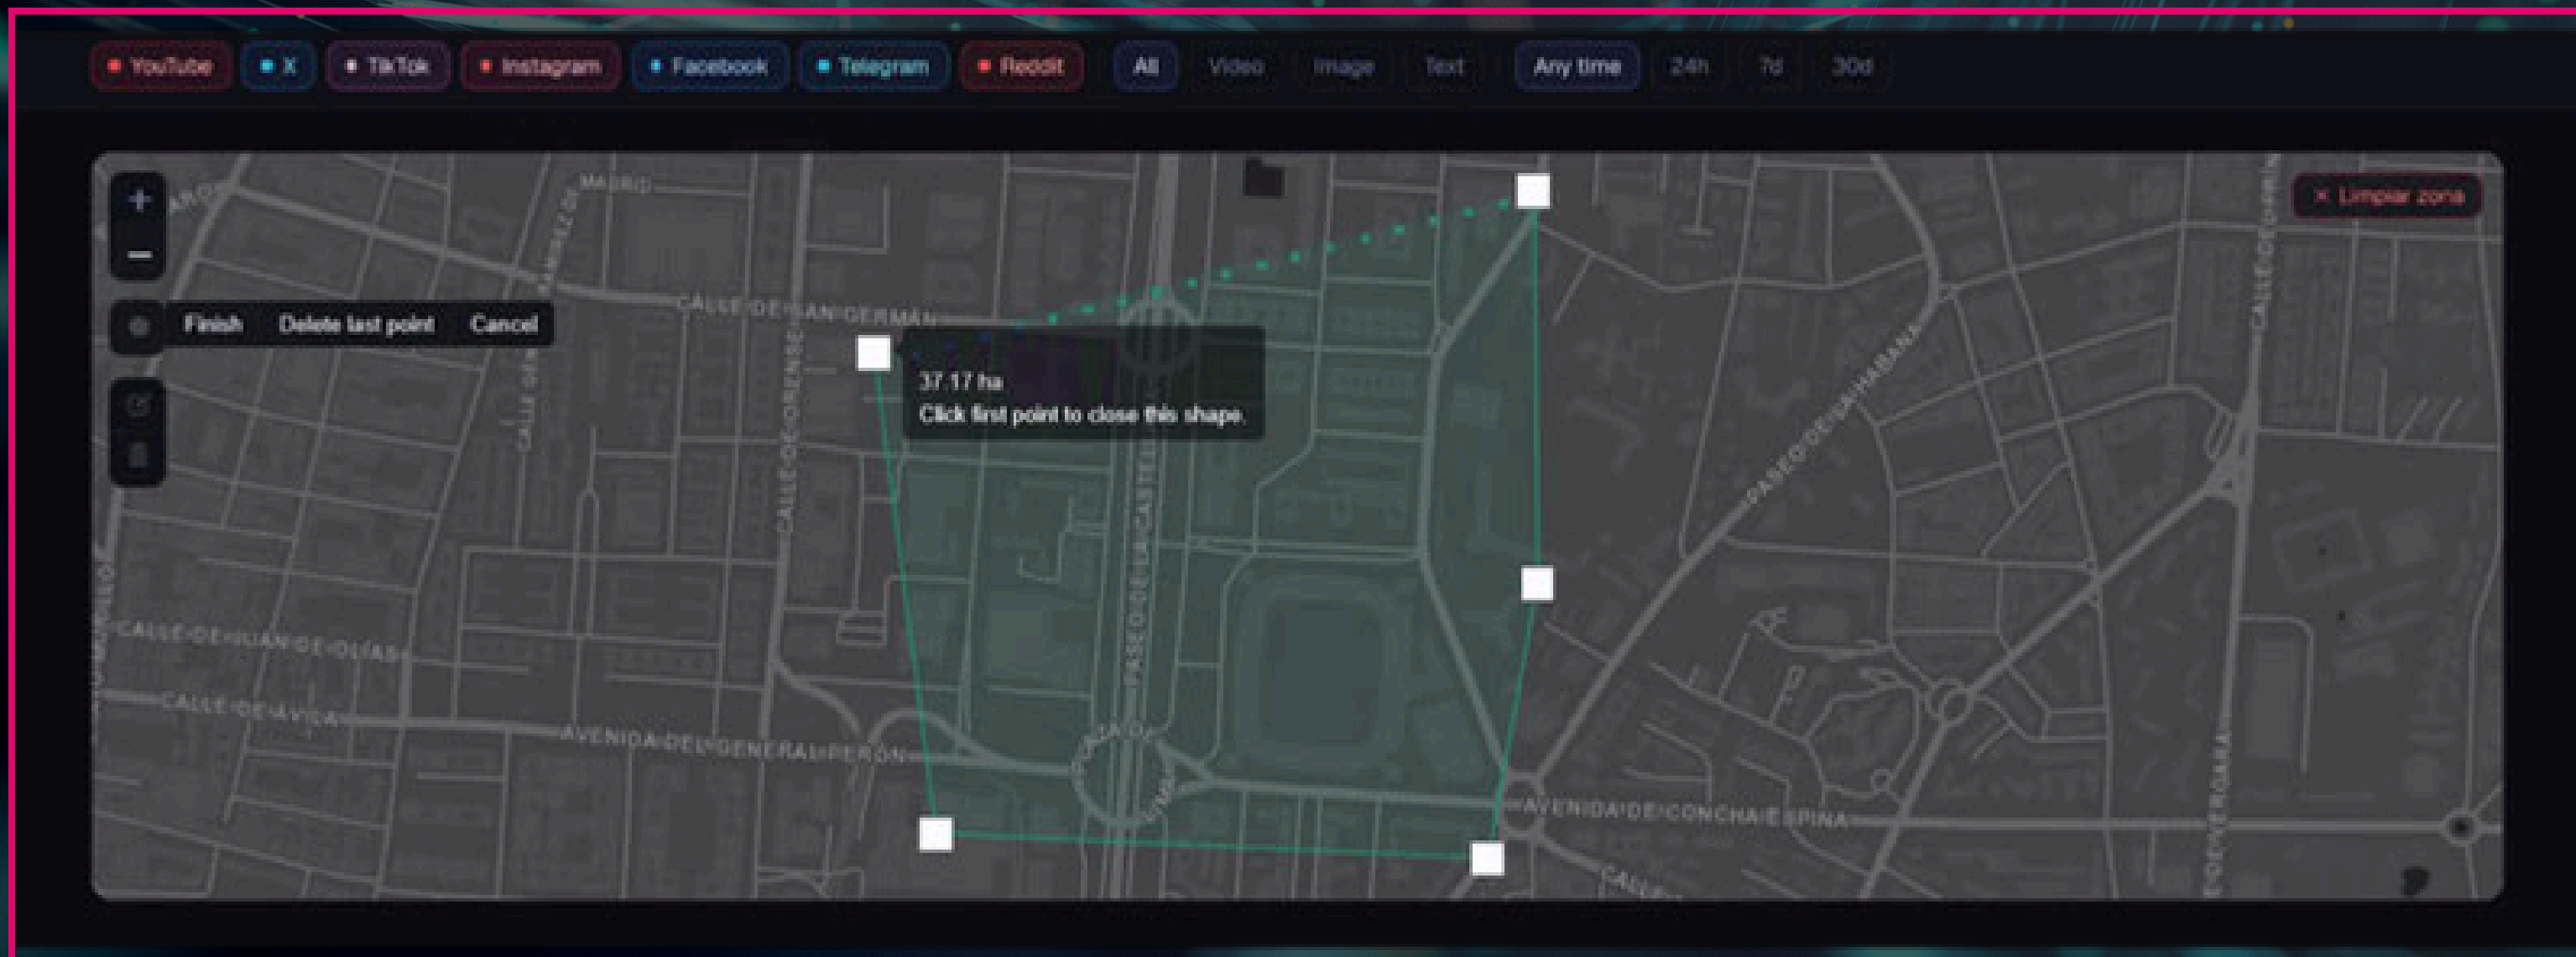 YouTube X TikTok Instagram Facebook Telegram Reddit All Video Image Text Any time 24h 7d 30d
MADRID
× Limpiar zona
+
−
CALLE DE SAN GERMÁN
Finish Delete last point Cancel
37.17 ha
Click first point to close this shape.
CALLE DE ORENSE
PASEO DE LA HABANA
CALLE DE JUAN DE OLÍAS
CALLE DE ÁVILA
AVENIDA DEL GENERAL PERÓN
PLAZA DE
AVENIDA DE CONCHA ESPINA
CALLE